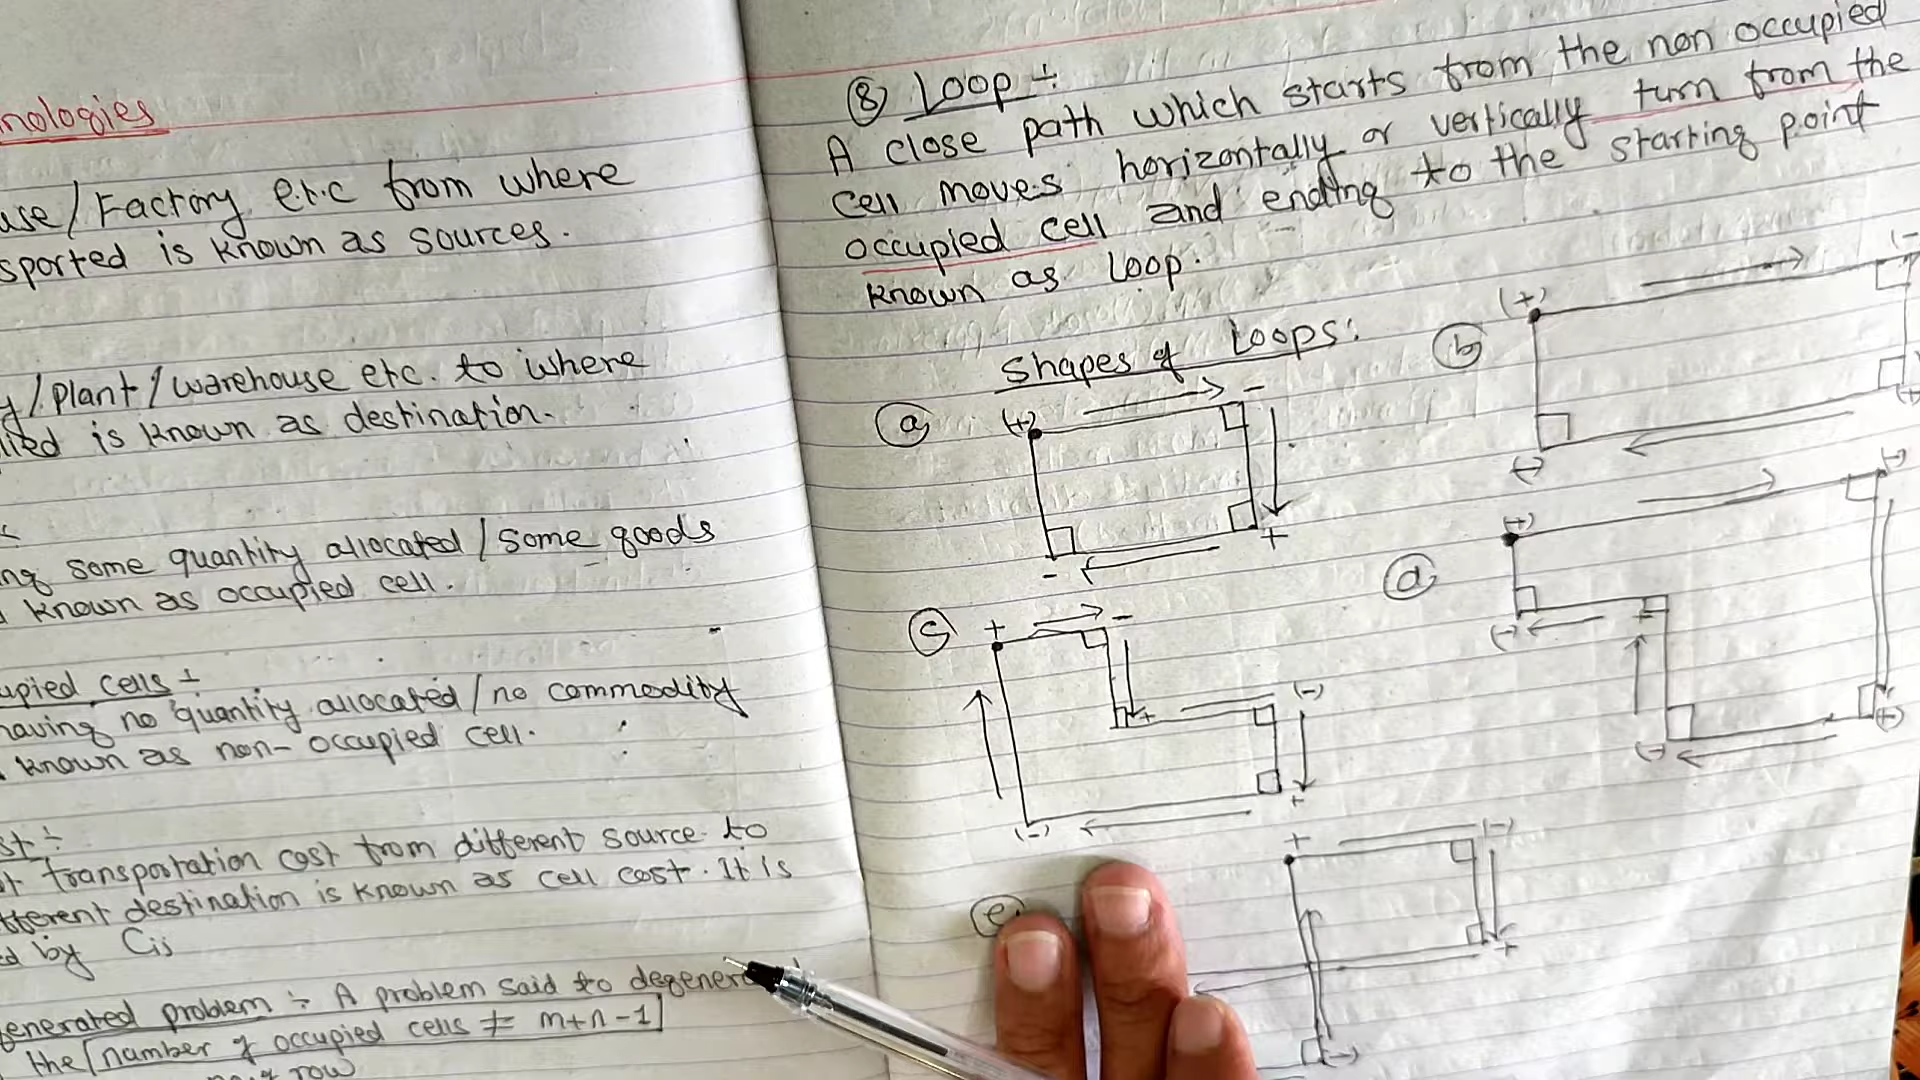 nologies
use/Factory etc from where
sported is known as sources.
y/plant/warehouse etc. to where
lied is known as destination.
ng some quantity allocated/some goods
known as occupied cell.
upied cells ÷
having no quantity allocated/no commodity
known as non-occupied cell.
st ÷
t transportation cost from different source to
fferent destination is known as cell cost. It is
ed by Cij
generated problem ÷ A problem said to degenera
the number of occupied cells ≠ m+n-1
row
⑧ Loop ÷
A close path which starts from the non occupied
cell moves horizontally or vertically turn from the
occupied cell and ending to the starting point
known as Loop.
Shapes of Loops:
ⓐ (+) - + -
ⓑ (+) (- (+) (-)
ⓒ + - + (-) + (-)
ⓓ (+) (-) (+) (-) + (-)
ⓔ + (-) + (-)